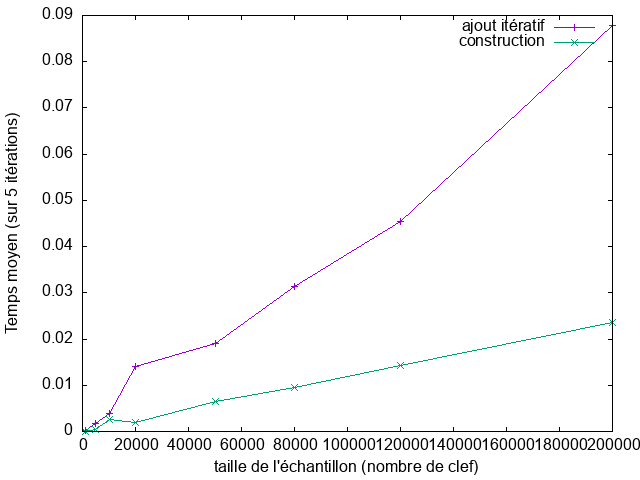 0.09
0.08
0.07
0.06
0.05
0.04
0.03
0.02
0.01
0
Temps moyen (sur 5 itérations)
ajout itératif
construction
0 20000 40000 60000 80000 100000 120000 140000 160000 180000 200000
taille de l'échantillon (nombre de clef)